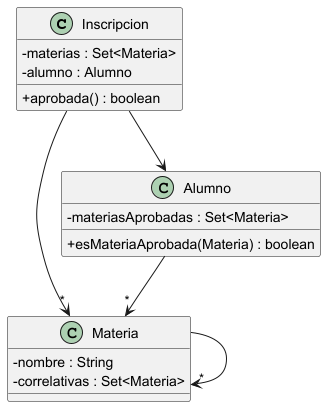 C Inscripcion
-materias : Set<Materia>
-alumno : Alumno
+aprobada() : boolean
C Alumno
-materiasAprobadas : Set<Materia>
+esMateriaAprobada(Materia) : boolean
*
*
C Materia
-nombre : String
-correlativas : Set<Materia>
*